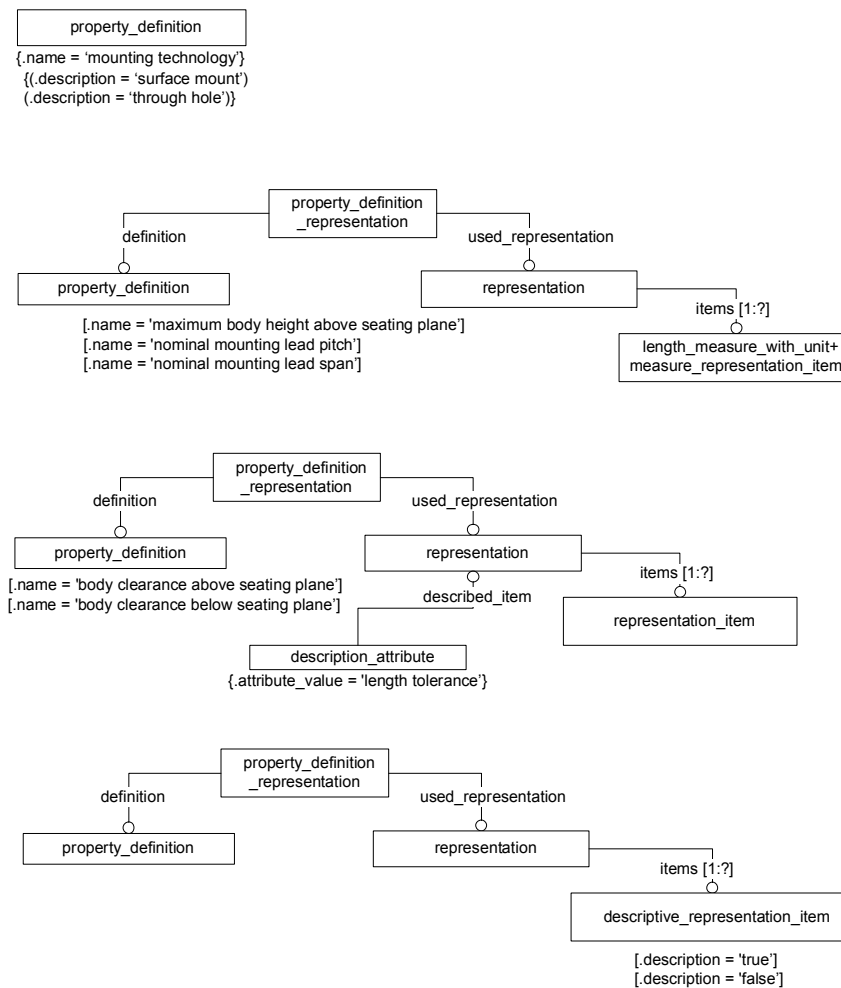 property_definition
{.name = ‘mounting technology’}
{(.description = ‘surface mount’)
(.description = ‘through hole’)}
property_definition
_representation
definition
used_representation
property_definition
representation
items [1:?]
[.name = 'maximum body height above seating plane']
[.name = 'nominal mounting lead pitch']
[.name = 'nominal mounting lead span']
length_measure_with_unit+
measure_representation_item
property_definition
_representation
definition
used_representation
property_definition
representation
items [1:?]
[.name = 'body clearance above seating plane']
[.name = 'body clearance below seating plane']
described_item
representation_item
description_attribute
{.attribute_value = 'length tolerance'}
property_definition
_representation
definition
used_representation
property_definition
representation
items [1:?]
descriptive_representation_item
[.description = 'true']
[.description = 'false']